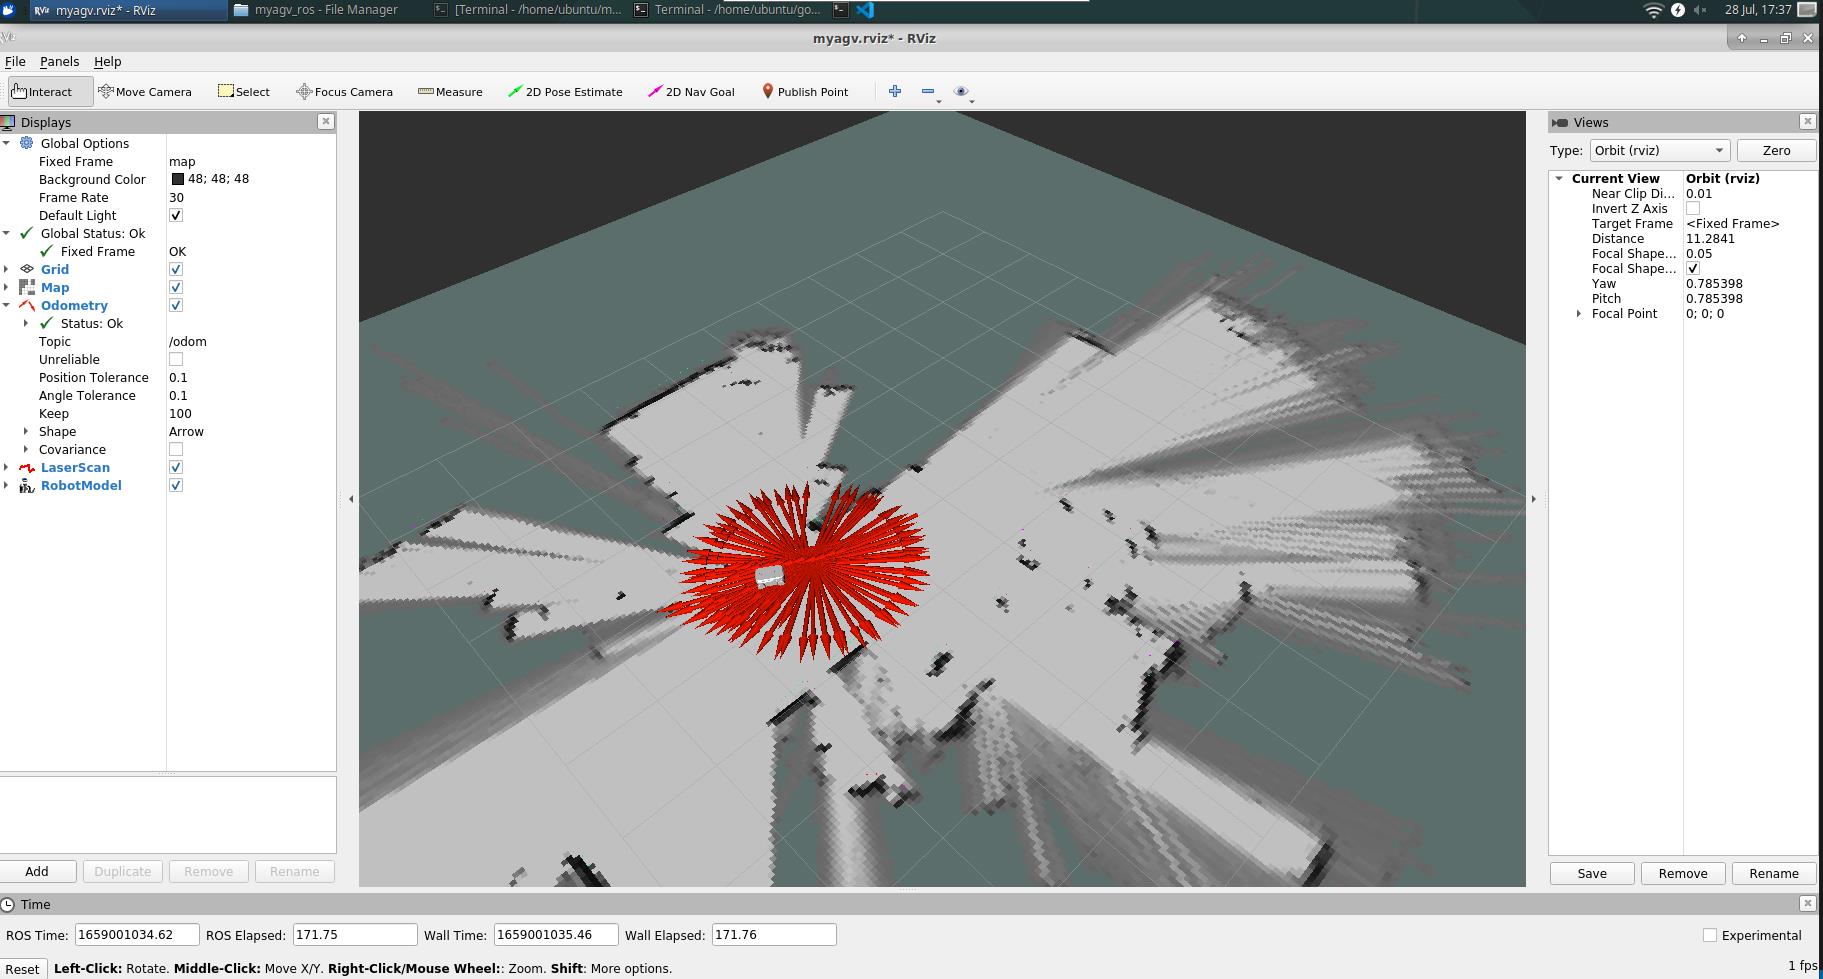 RViz myagv.rviz* - RViz
myagv_ros - File Manager
[Terminal - /home/ubuntu/m...
Terminal - /home/ubuntu/go...
28 Jul, 17:37
myagv.rviz* - RViz
File Panels Help
Interact Move Camera Select Focus Camera Measure 2D Pose Estimate 2D Nav Goal Publish Point
Displays
Global Options
Fixed Frame map
Background Color 48; 48; 48
Frame Rate 30
Default Light
Global Status: Ok
Fixed Frame OK
Grid
Map
Odometry
Status: Ok
Topic /odom
Unreliable
Position Tolerance 0.1
Angle Tolerance 0.1
Keep 100
Shape Arrow
Covariance
LaserScan
RobotModel
Add Duplicate Remove Rename
Views
Type: Orbit (rviz) Zero
Current View Orbit (rviz)
Near Clip Di... 0.01
Invert Z Axis
Target Frame <Fixed Frame>
Distance 11.2841
Focal Shape... 0.05
Focal Shape...
Yaw 0.785398
Pitch 0.785398
Focal Point 0; 0; 0
Save Remove Rename
Time
ROS Time: 1659001034.62 ROS Elapsed: 171.75 Wall Time: 1659001035.46 Wall Elapsed: 171.76 Experimental
Reset Left-Click: Rotate. Middle-Click: Move X/Y. Right-Click/Mouse Wheel:: Zoom. Shift: More options. 1 fps